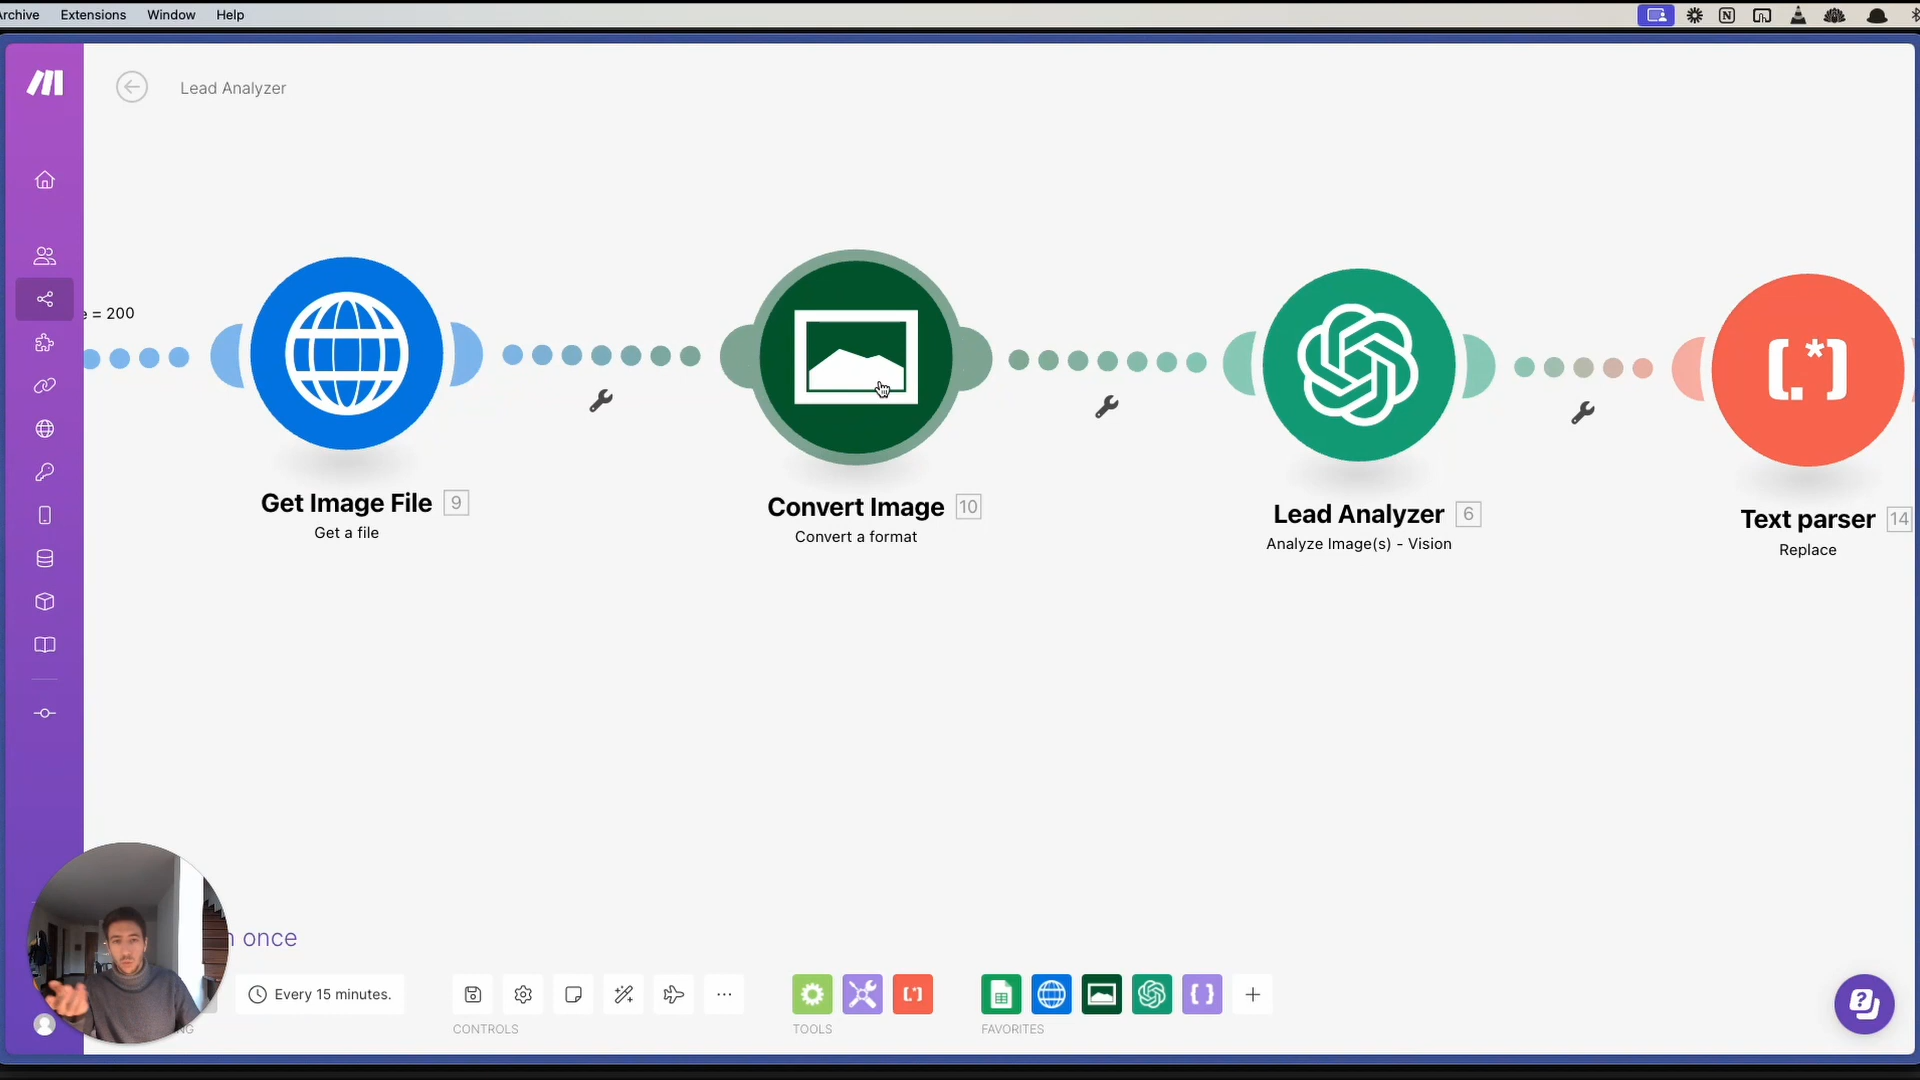 Archive Extensions Window Help
Lead Analyzer
= 200
Get Image File 9
Get a file
Convert Image 10
Convert a format
Lead Analyzer 6
Analyze Image(s) - Vision
Text parser 14
Replace
once
Every 15 minutes.
CONTROLS
TOOLS
FAVORITES